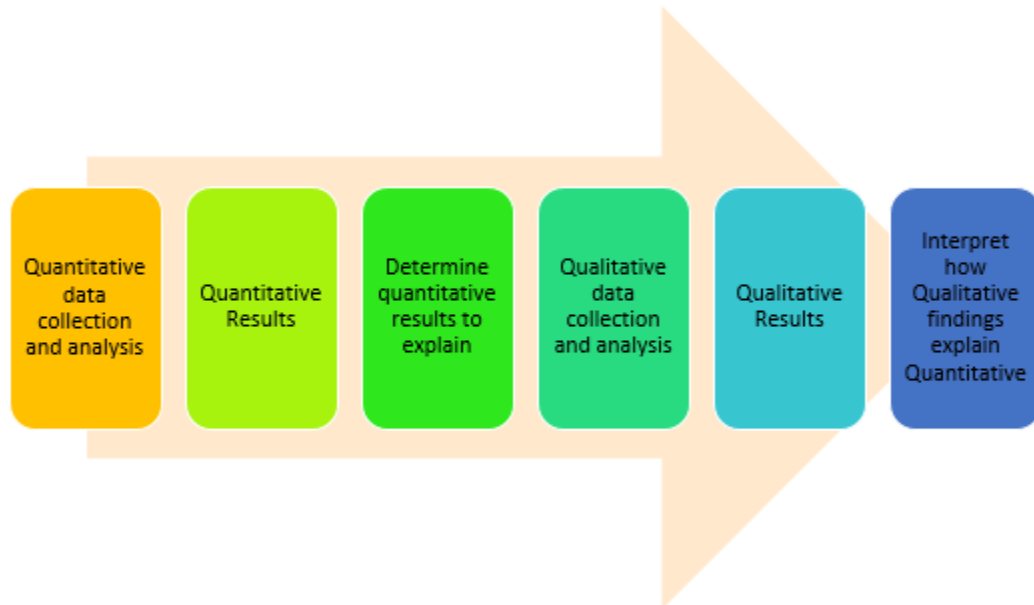 Quantitative
data
collection
and analysis
Quantitative
Results
Determine
quantitative
results to
explain
Qualitative
data
collection
and analysis
Qualitative
Results
Interpret
how
Qualitative
findings
explain
Quantitative